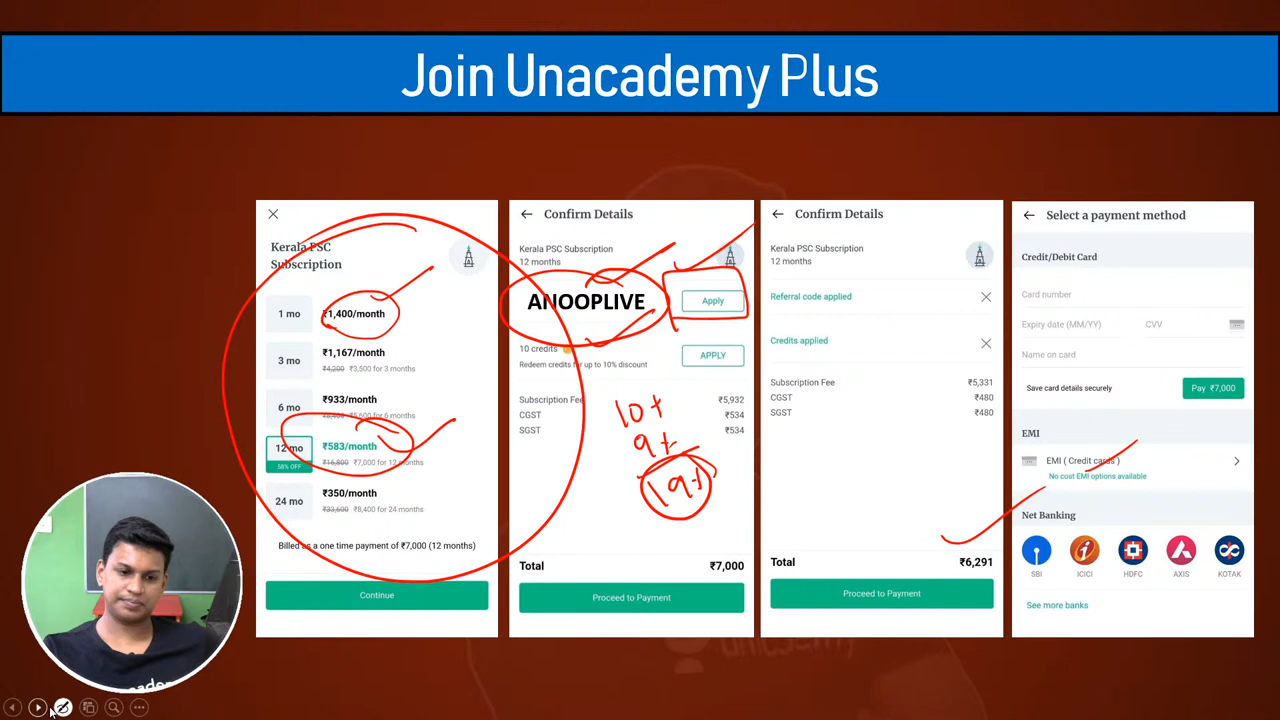 Join Unacademy Plus
Kerala PSC
Subscription
1 mo
₹1,400/month
3 mo
₹1,167/month
₹4,200 ₹3,500 for 3 months
6 mo
₹933/month
₹5,600 for 6 months
12 mo
₹583/month
58% OFF
₹16,800 ₹7,000 for 12 months
24 mo
₹350/month
₹33,600 ₹8,400 for 24 months
Billed as a one time payment of ₹7,000 (12 months)
Continue
Confirm Details
Kerala PSC Subscription
12 months
ANOOPLIVE
Apply
10 credits
Redeem credits for up to 10% discount
APPLY
Subscription Fee ₹5,932
CGST ₹534
SGST ₹534
10+
Total ₹7,000
Proceed to Payment
Confirm Details
Kerala PSC Subscription
12 months
Referral code applied
Credits applied
Subscription Fee ₹5,331
CGST ₹480
SGST ₹480
Total ₹6,291
Proceed to Payment
Select a payment method
Credit/Debit Card
Card number
Expiry date (MM/YY) CVV
Name on card
Save card details securely
Pay ₹7,000
EMI
EMI ( Credit cards )
No cost EMI options available
Net Banking
SBI ICICI HDFC AXIS KOTAK
See more banks
unacademy